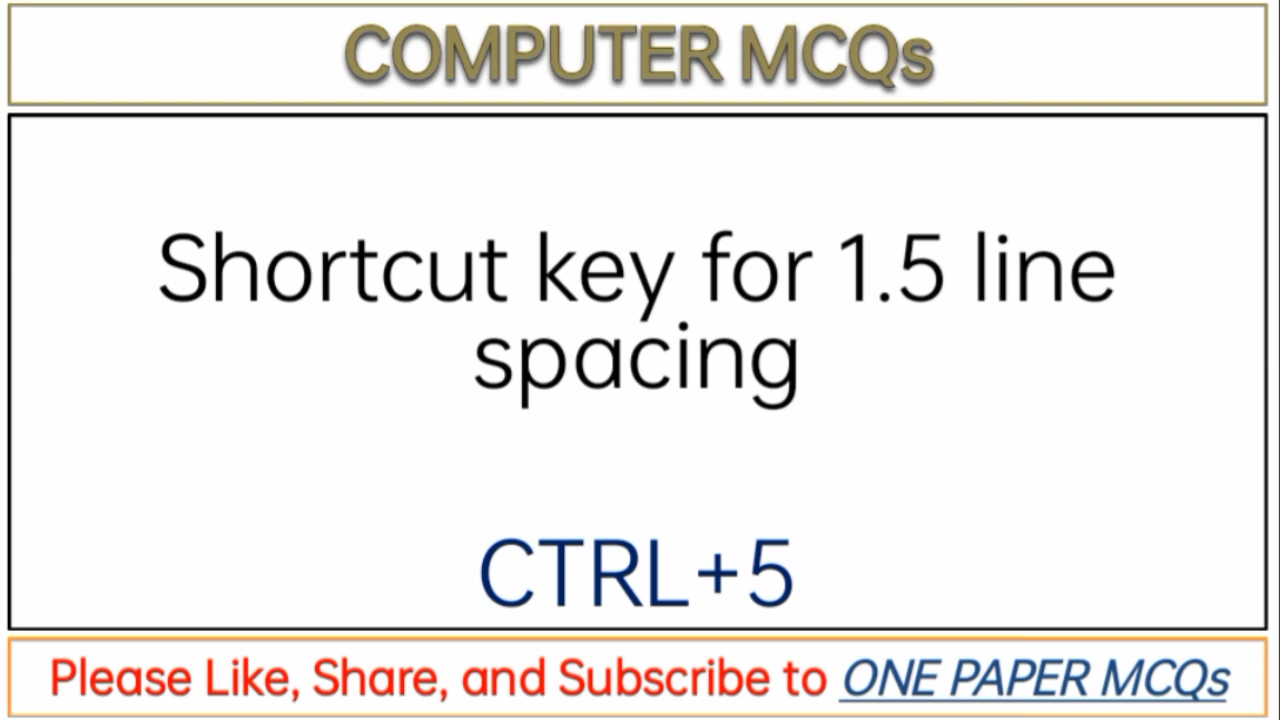 COMPUTER MCQs
Shortcut key for 1.5 line
spacing
CTRL+5
Please Like, Share, and Subscribe to ONE PAPER MCQs